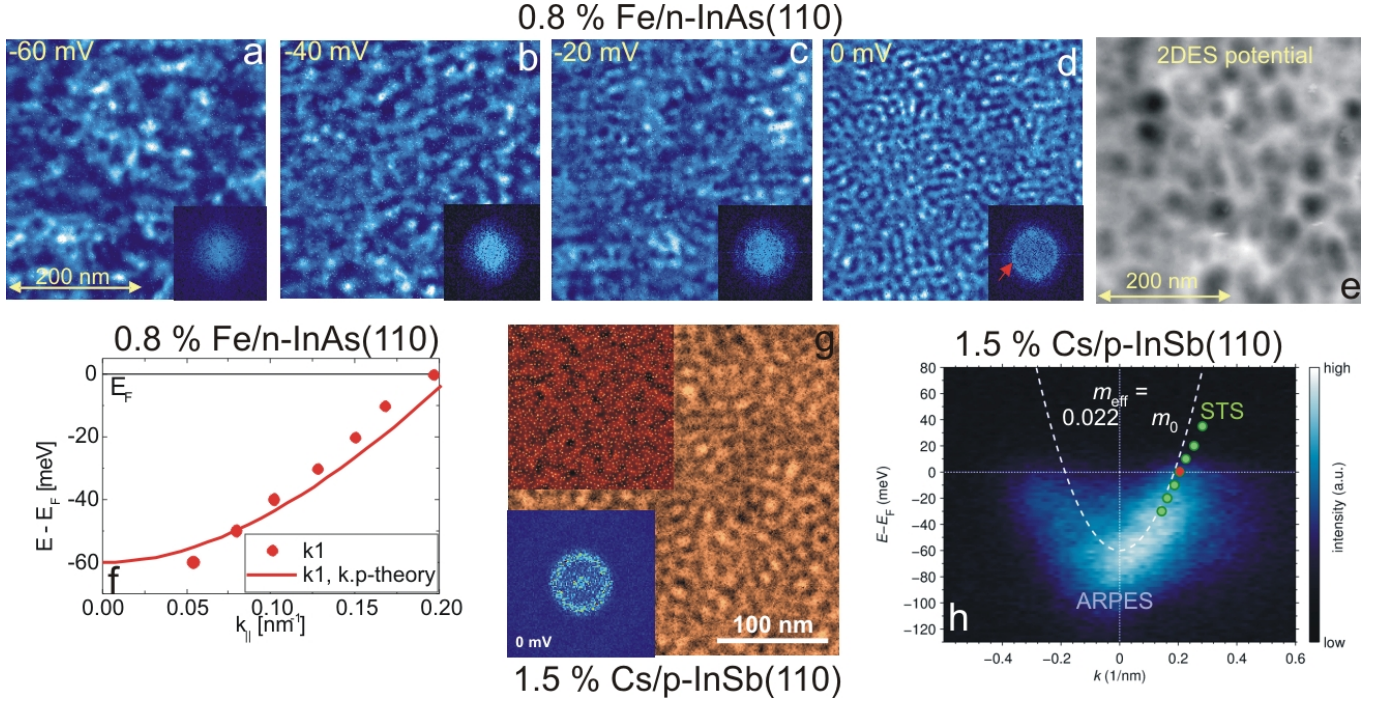 0.8 % Fe/n-InAs(110)
-60 mV
a
-40 mV
b
-20 mV
c
0 mV
d
2DES potential
200 nm
200 nm
e
0.8 % Fe/n-InAs(110)
0
-20
-40
-60
E - E_F [meV]
E_F
k1
k1, k.p-theory
f
0.00
0.05
0.10
0.15
0.20
k_|| [nm⁻¹]
g
0 mV
100 nm
1.5 % Cs/p-InSb(110)
1.5 % Cs/p-InSb(110)
80
60
40
20
0
−20
−40
−60
−80
−100
−120
E−E_F (meV)
m_eff =
0.022 m_0
STS
ARPES
h
−0.4
−0.2
0
0.2
0.4
0.6
k (1/nm)
high
low
intensity (a.u.)